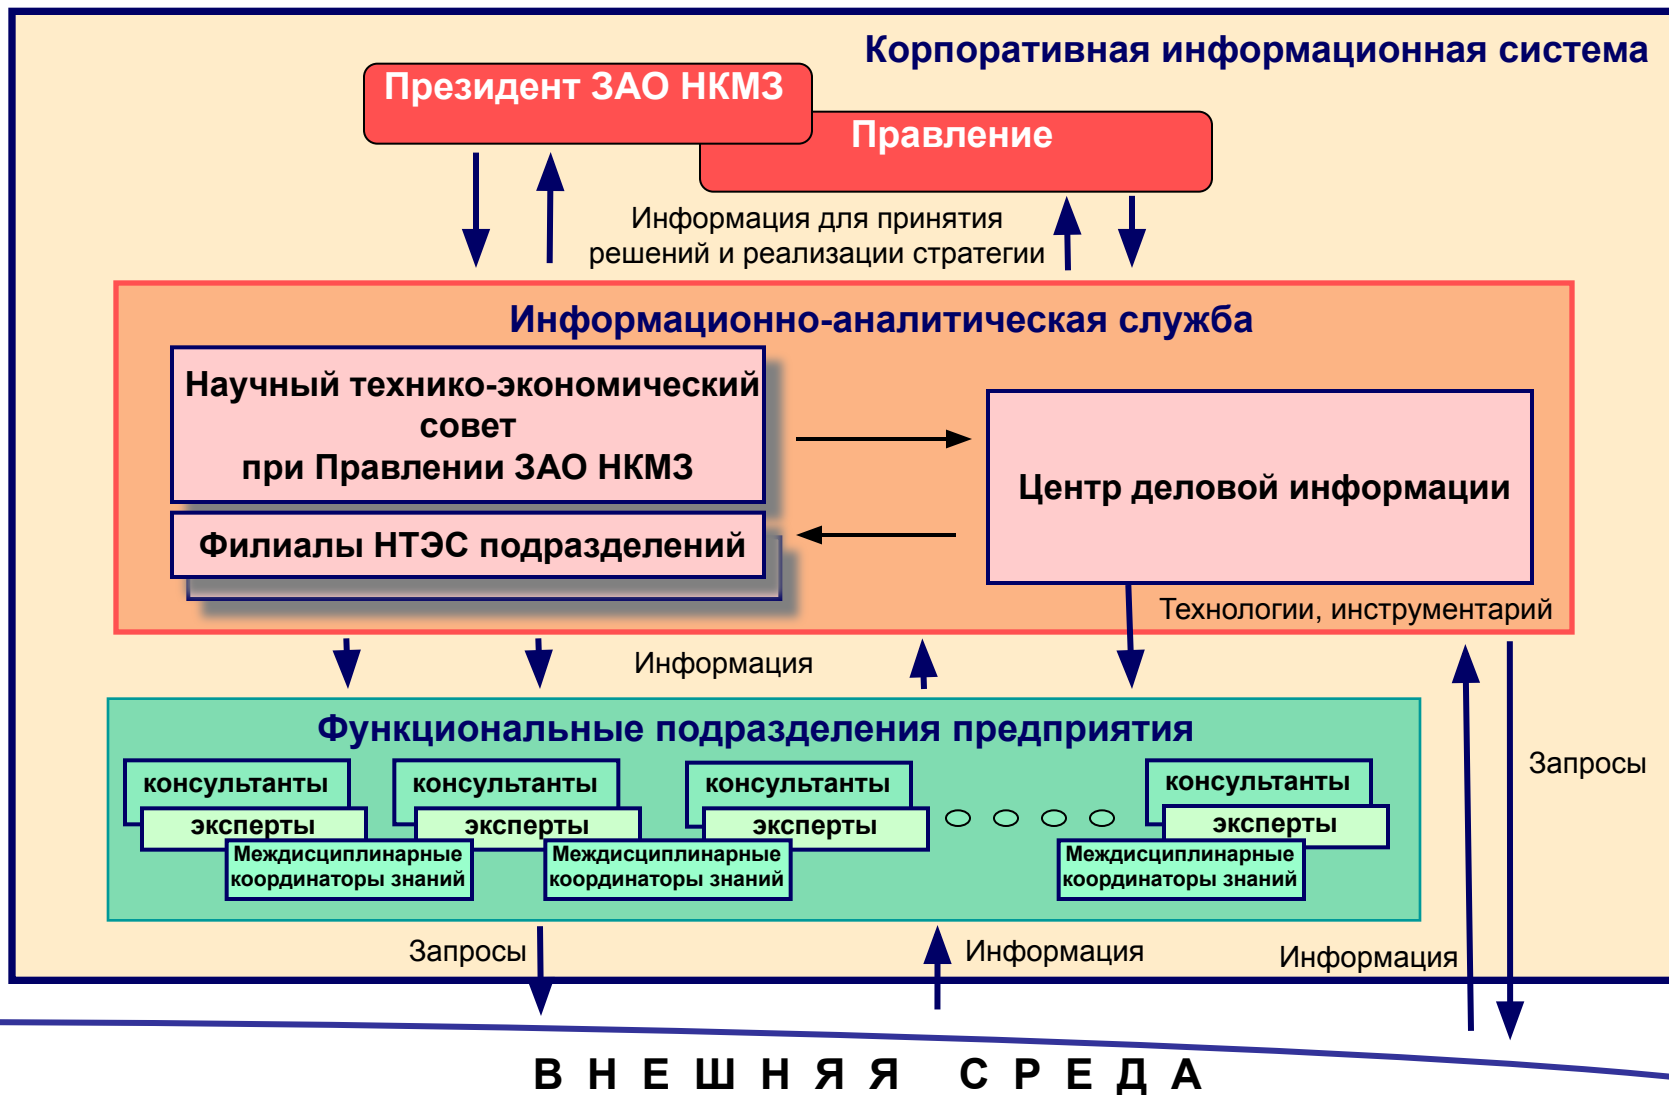 Корпоративная информационная система
Президент ЗАО НКМЗ
Правление
Информация для принятия
решений и реализации стратегии
Информационно-аналитическая служба
Научный технико-экономический
совет
при Правлении ЗАО НКМЗ
Филиалы НТЭС подразделений
Центр деловой информации
Технологии, инструментарий
Информация
Функциональные подразделения предприятия
консультанты
эксперты
Междисциплинарные
координаторы знаний
консультанты
эксперты
Междисциплинарные
координаторы знаний
консультанты
эксперты
консультанты
эксперты
Междисциплинарные
координаторы знаний
Запросы
Запросы
Информация
Информация
ВНЕШНЯЯ СРЕДА